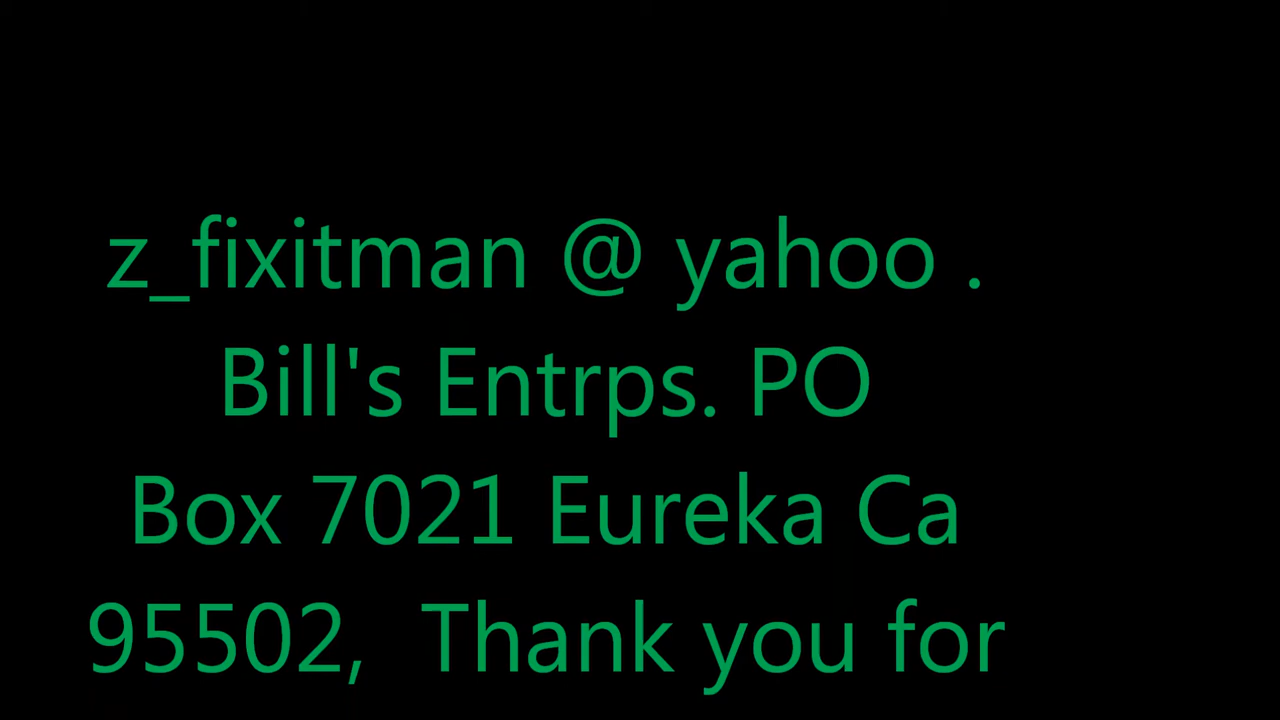 z_fixitman @ yahoo .
Bill's Entrps. PO
Box 7021 Eureka Ca
95502,  Thank you for